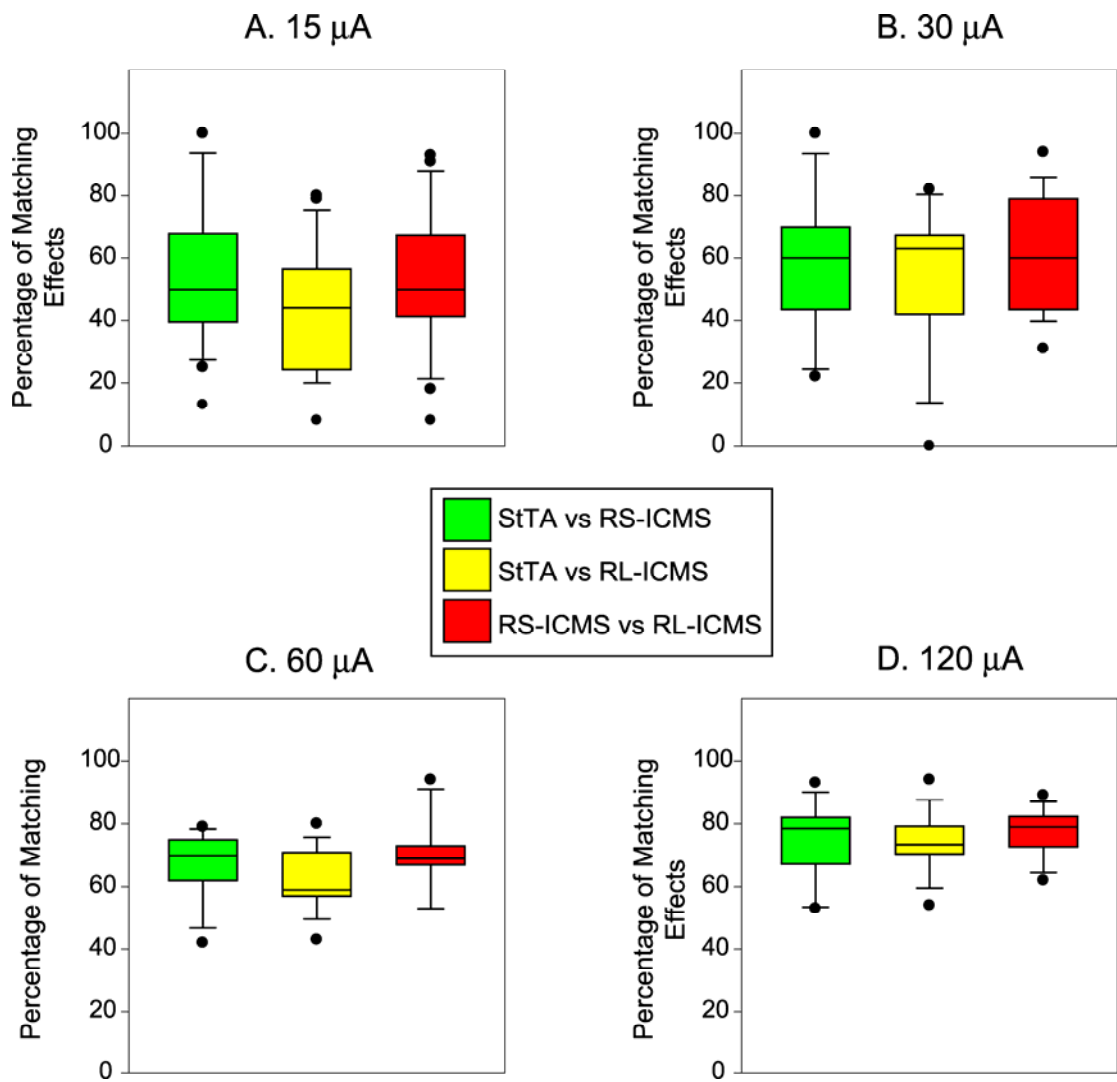 A. 15 μA
B. 30 μA
Percentage of Matching
Effects
100
80
60
40
20
0
Percentage of Matching
Effects
100
80
60
40
20
0
StTA vs RS-ICMS
StTA vs RL-ICMS
RS-ICMS vs RL-ICMS
C. 60 μA
D. 120 μA
Percentage of Matching
100
80
60
40
20
0
Percentage of Matching
Effects
100
80
60
40
20
0